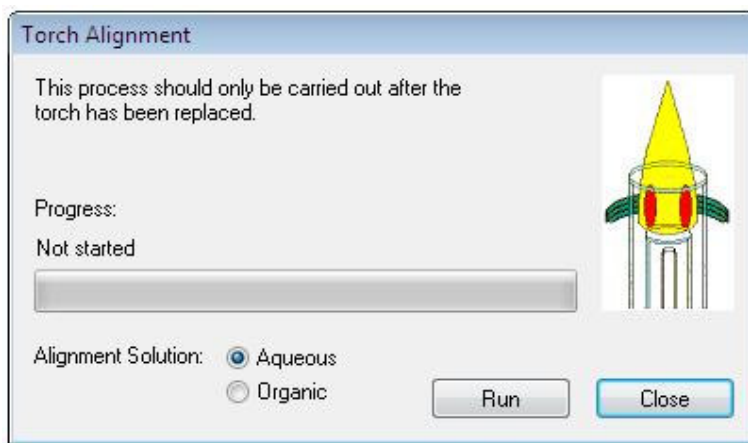 Torch Alignment
This process should only be carried out after the
torch has been replaced.
Progress:
Not started
Alignment Solution:
Aqueous
Organic
Run
Close